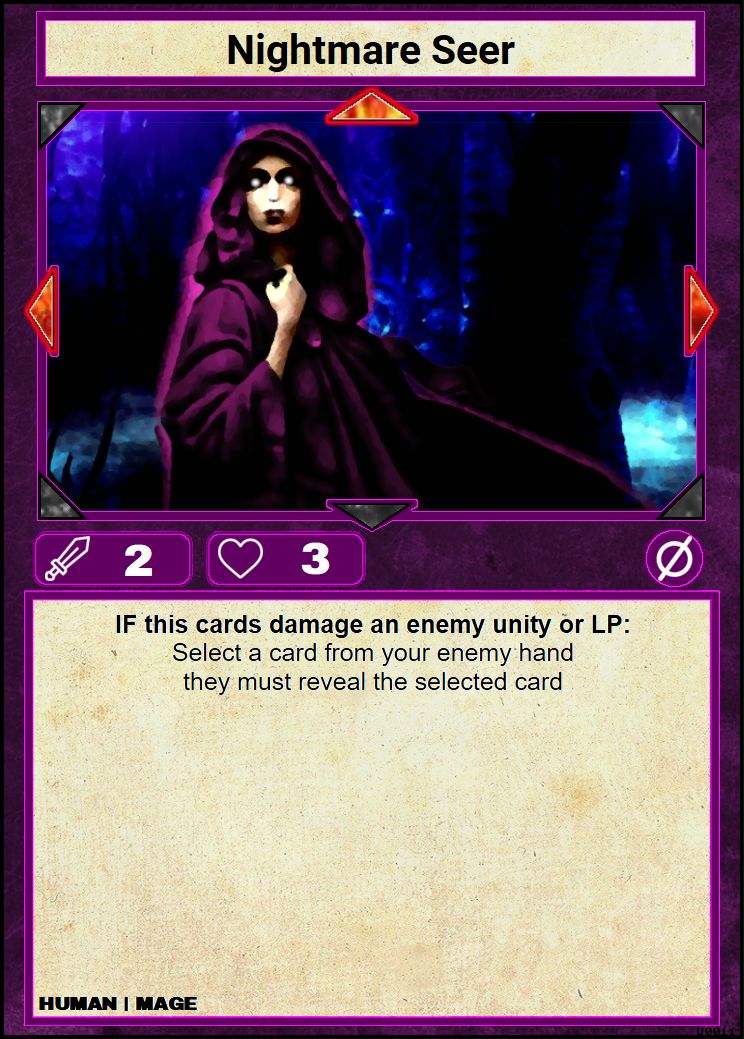 Nightmare Seer
2
3
IF this cards damage an enemy unity or LP:
Select a card from your enemy hand
they must reveal the selected card
HUMAN | MAGE